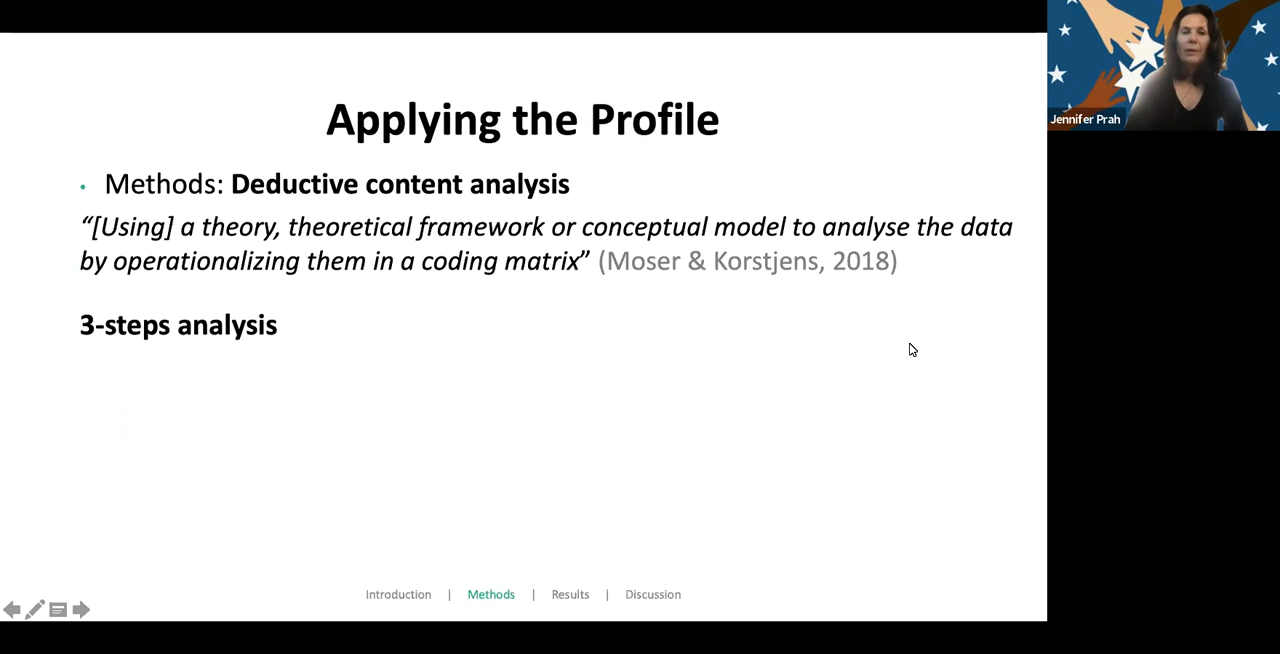 Applying the Profile
• Methods: Deductive content analysis
“[Using] a theory, theoretical framework or conceptual model to analyse the data
by operationalizing them in a coding matrix” (Moser & Korstjens, 2018)
3-steps analysis
Introduction | Methods | Results | Discussion
Jennifer Prah